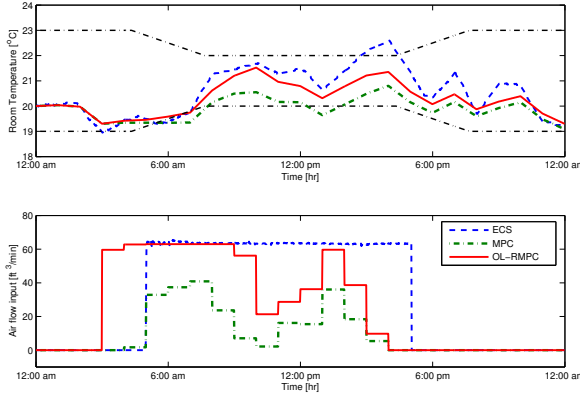 24
23
22
21
20
19
18
Room Temperature [°C]
12:00 am
6:00 am
12:00 pm
6:00 pm
12:00 am
Time [hr]
80
60
40
20
0
Air flow input [ft ³/min]
ECS
MPC
OL−RMPC
12:00 am
6:00 am
12:00 pm
6:00 pm
12:00 am
Time [hr]